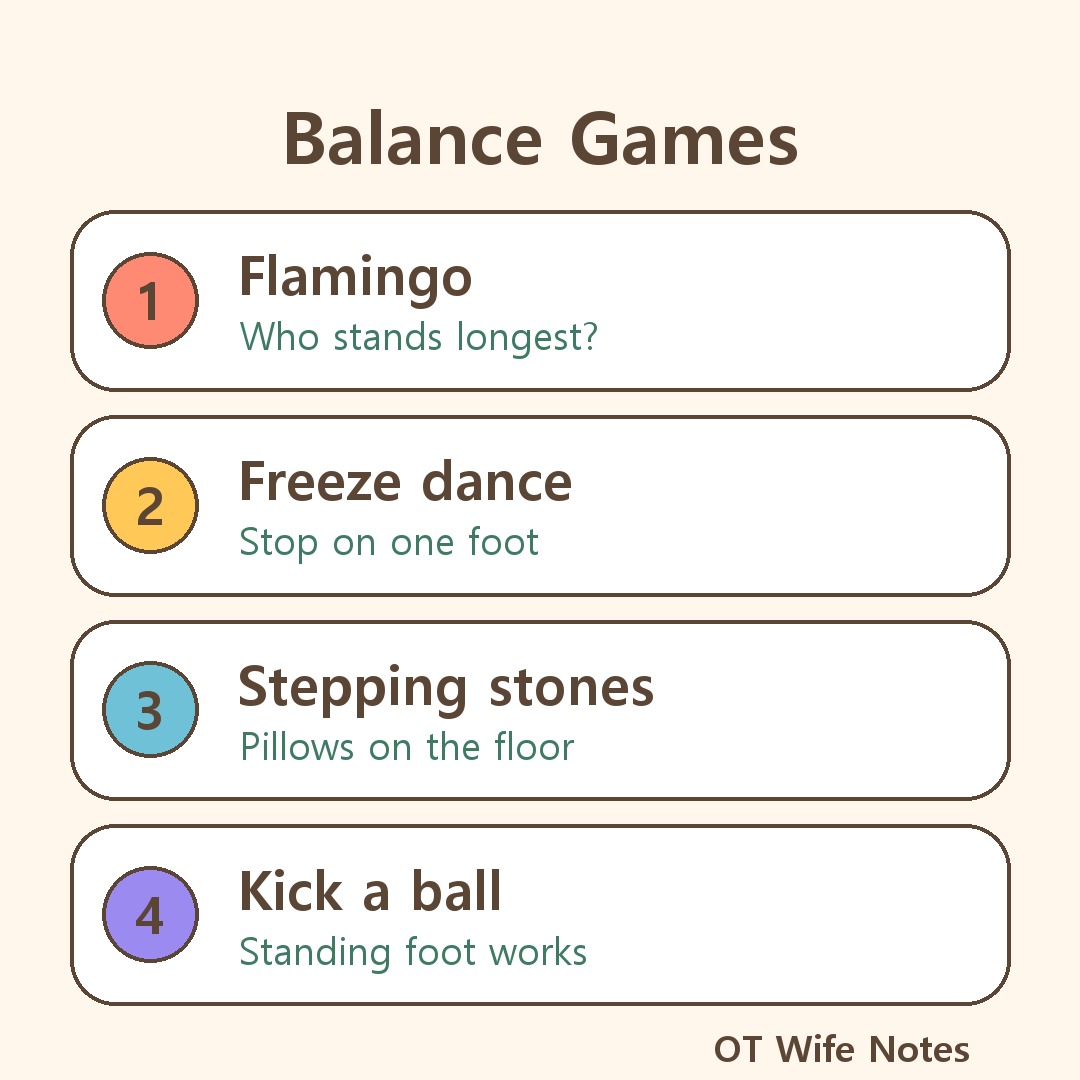 Balance Games
1
Flamingo
Who stands longest?
2
Freeze dance
Stop on one foot
3
Stepping stones
Pillows on the floor
4
Kick a ball
Standing foot works
OT Wife Notes